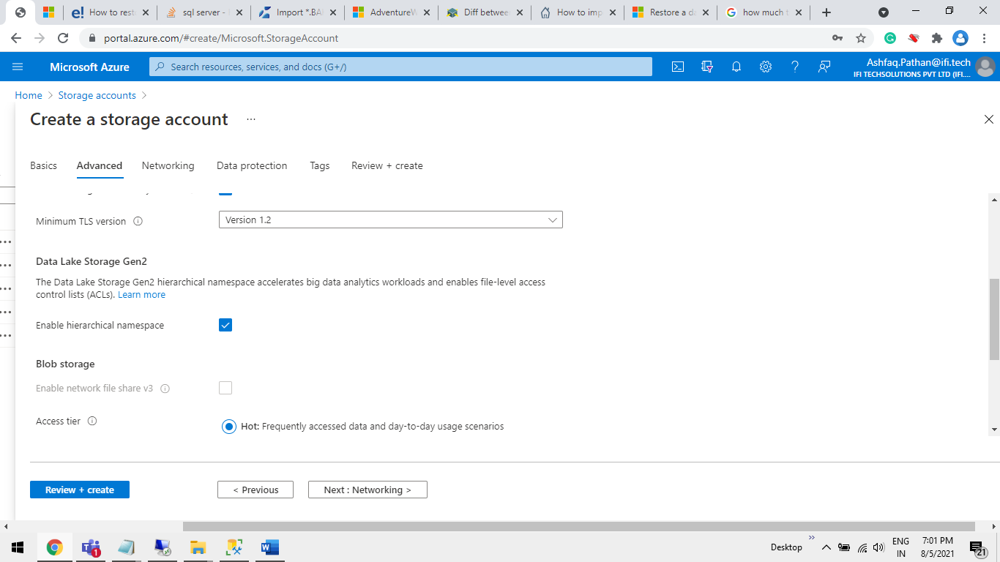 How to rest
sql server -
Import *.BA
AdventureW
Diff betwee
How to imp
Restore a da
how much t
portal.azure.com/#create/Microsoft.StorageAccount
Microsoft Azure
Search resources, services, and docs (G+/)
Ashfaq.Pathan@ifi.tech
IFI TECHSOLUTIONS PVT LTD (IFI....
Home > Storage accounts >
Create a storage account ...
Basics Advanced Networking Data protection Tags Review + create
Minimum TLS version
Version 1.2
Data Lake Storage Gen2
The Data Lake Storage Gen2 hierarchical namespace accelerates big data analytics workloads and enables file-level access
control lists (ACLs). Learn more
Enable hierarchical namespace
Blob storage
Enable network file share v3
Access tier
Hot: Frequently accessed data and day-to-day usage scenarios
Review + create
< Previous
Next : Networking >
1
Desktop
ENG
IN
7:01 PM
8/5/2021
21